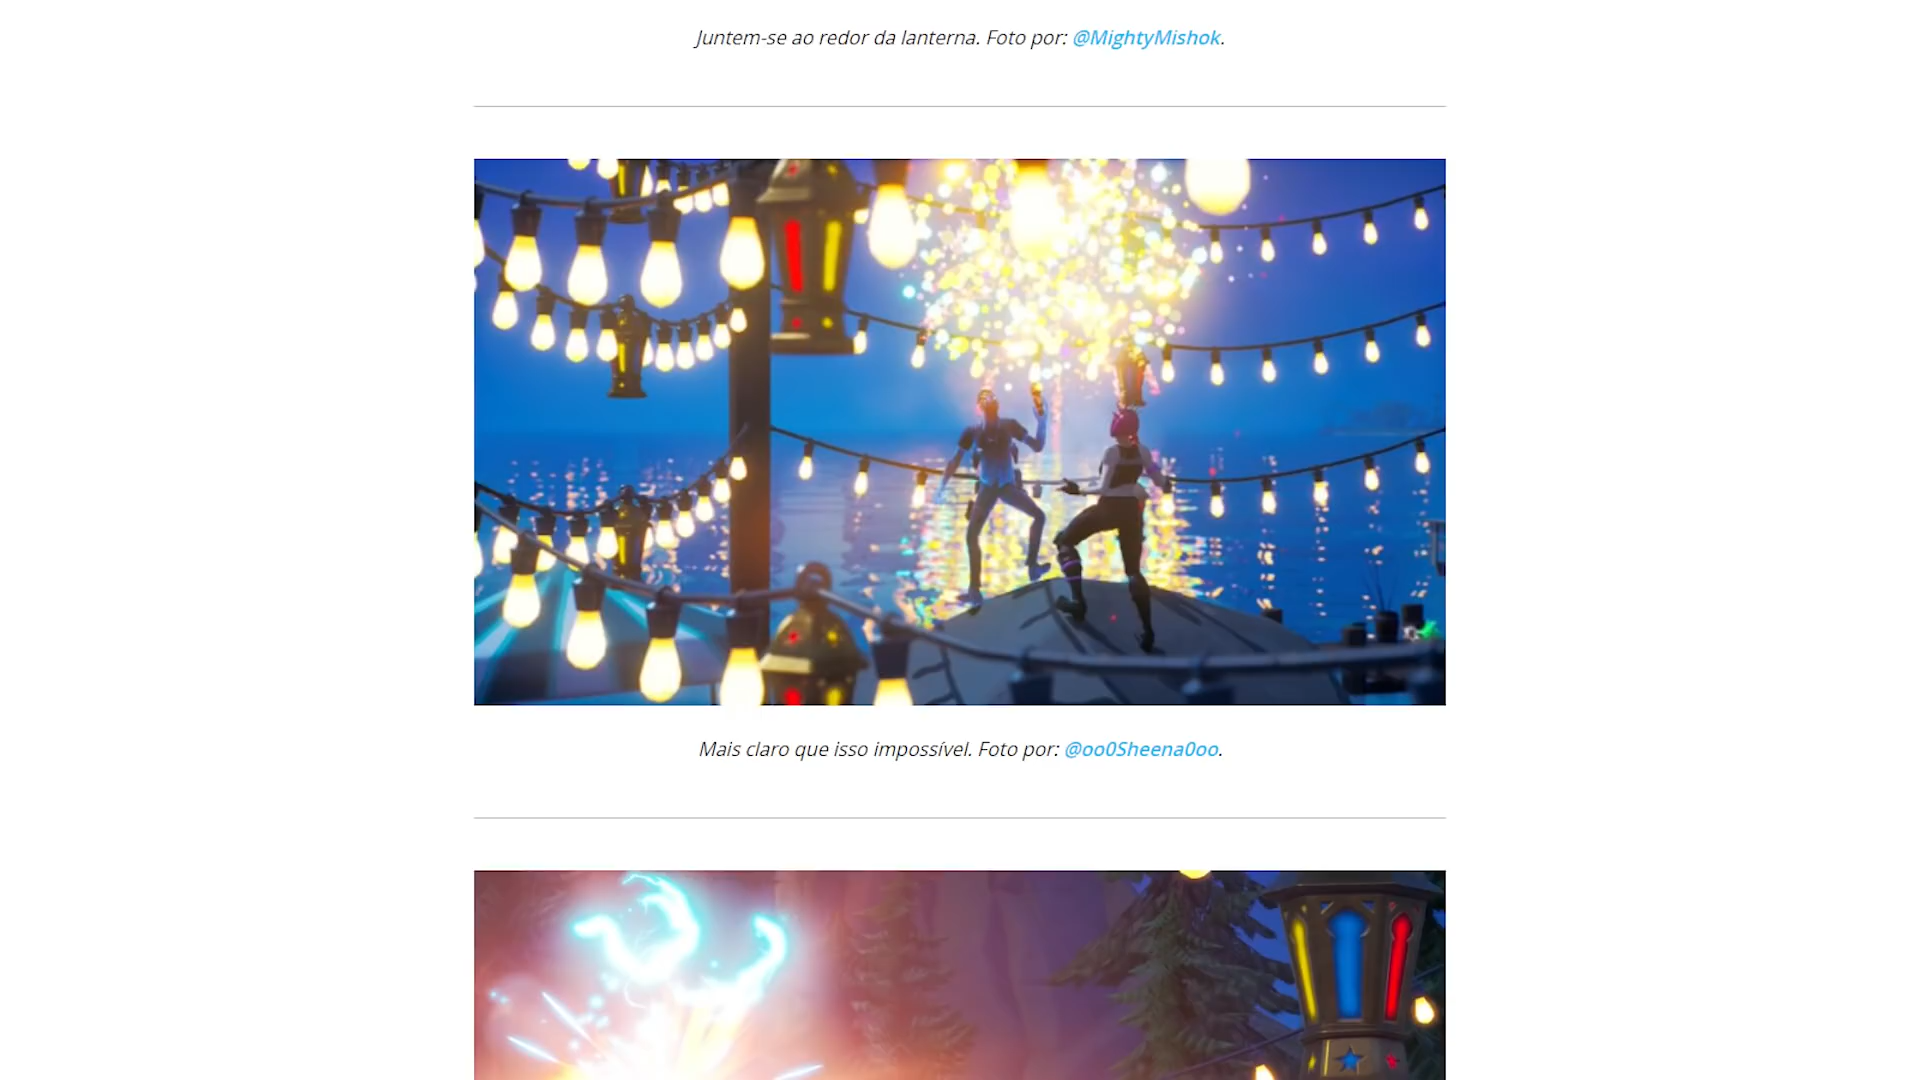 Juntem-se ao redor da lanterna. Foto por: @MightyMishok.
Mais claro que isso impossível. Foto por: @oo0Sheena0oo.